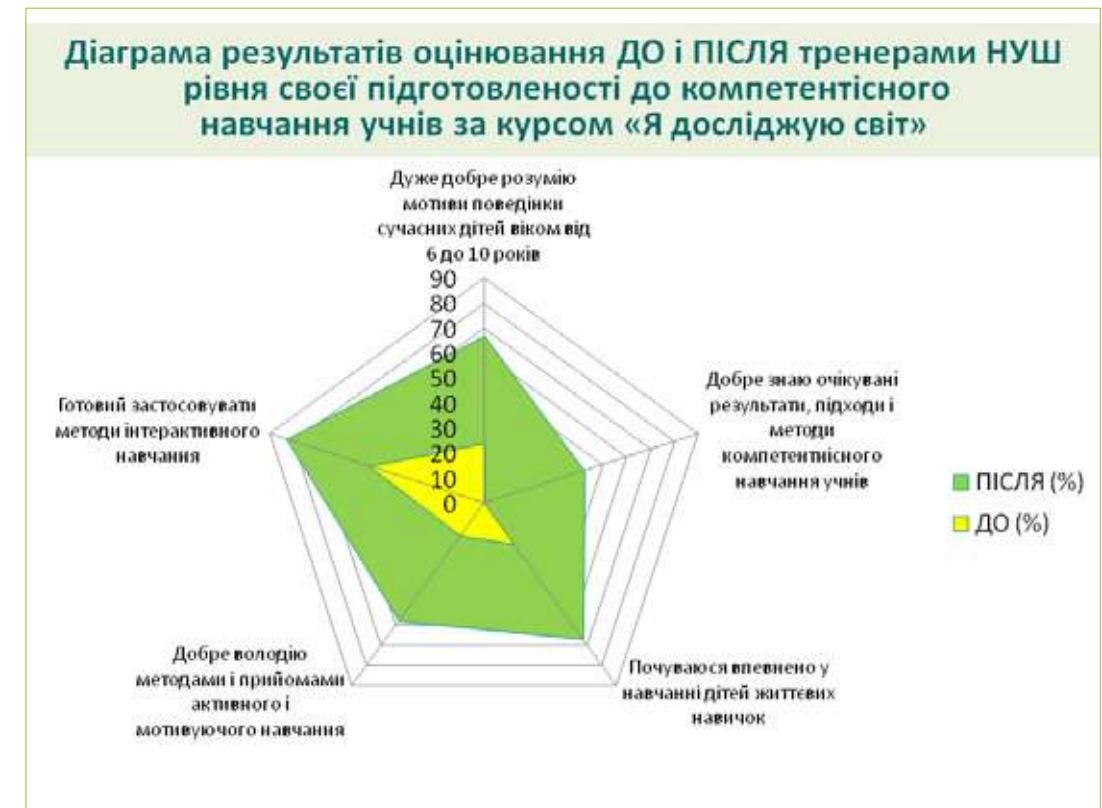 Діаграма результатів оцінювання ДО і ПІСЛЯ тренерами НУШ
рівня своєї підготовленості до компетентісного
навчання учнів за курсом «Я досліджую світ»
Дуже добре розумію
мотиви поведінки
сучасних дітей віком від
6 до 10 років
90
80
70
60
50
40
30
20
10
0
Добре знаю очікувані
результати, підходи і
методи
компетентнісного
навчання учнів
Готовий застосовувати
методи інтерактивного
навчання
ПІСЛЯ (%)
ДО (%)
Добре володію
методами і прийомами
активного і
мотивуючого навчання
Почуваюся впевнено у
навчанні дітей життєвих
навичок